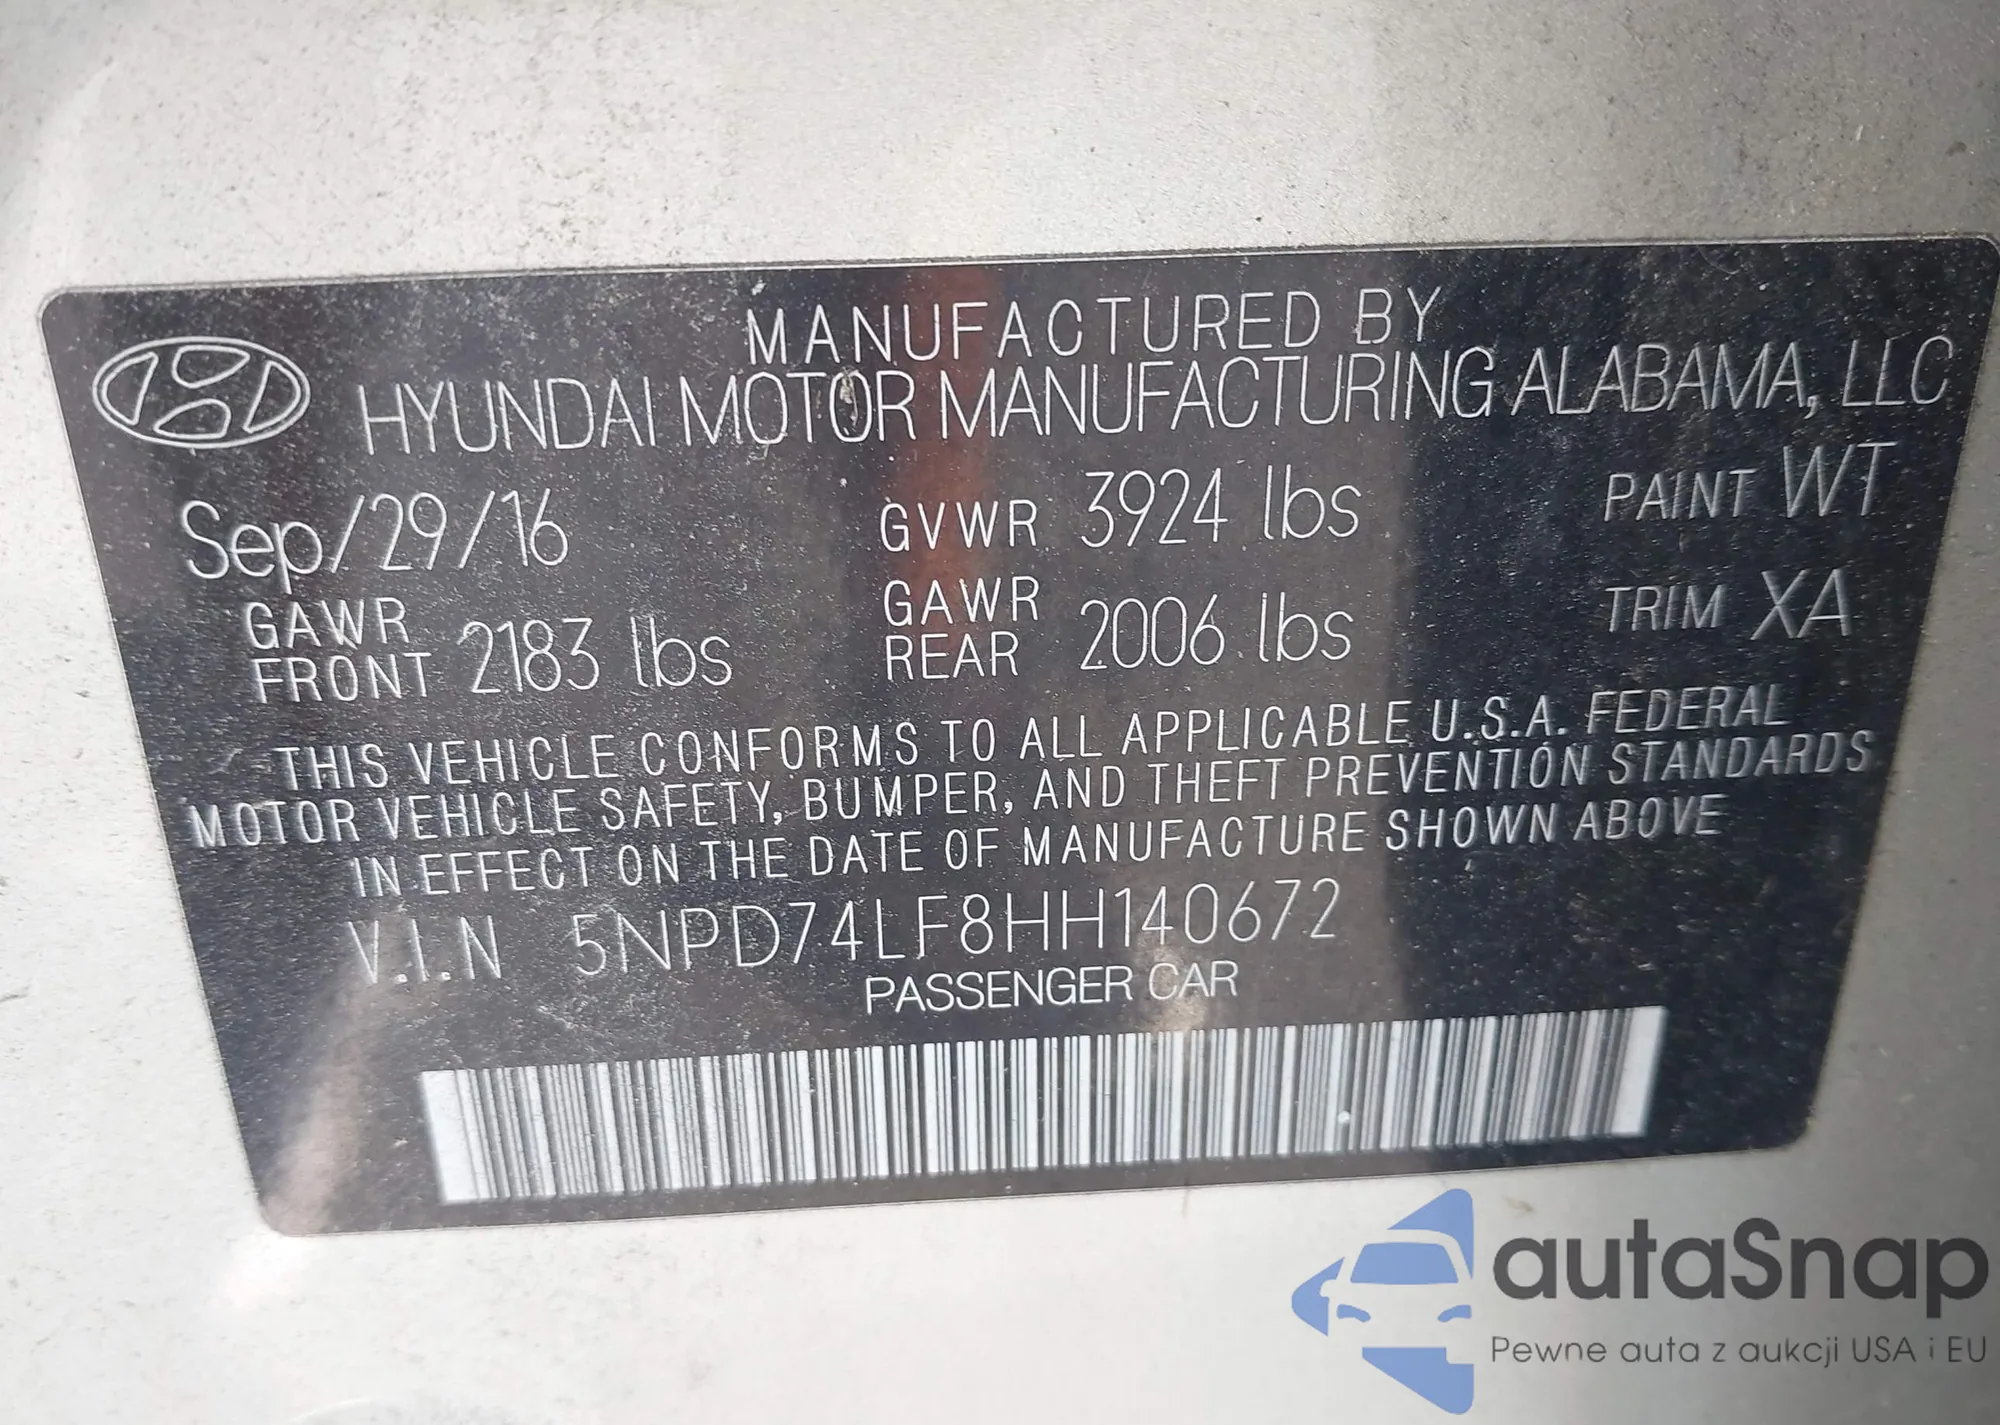 MANUFACTURED BY
HYUNDAI MOTOR MANUFACTURING ALABAMA, LLC
Sep/29/16 GVWR 3924 lbs PAINT WT
GAWR FRONT 2183 lbs GAWR REAR 2006 lbs TRIM XA
THIS VEHICLE CONFORMS TO ALL APPLICABLE U.S.A. FEDERAL
MOTOR VEHICLE SAFETY, BUMPER, AND THEFT PREVENTION STANDARDS
IN EFFECT ON THE DATE OF MANUFACTURE SHOWN ABOVE
V.I.N 5NPD74LF8HH140672
PASSENGER CAR
autaSnap
Pewne auta z aukcji USA i EU